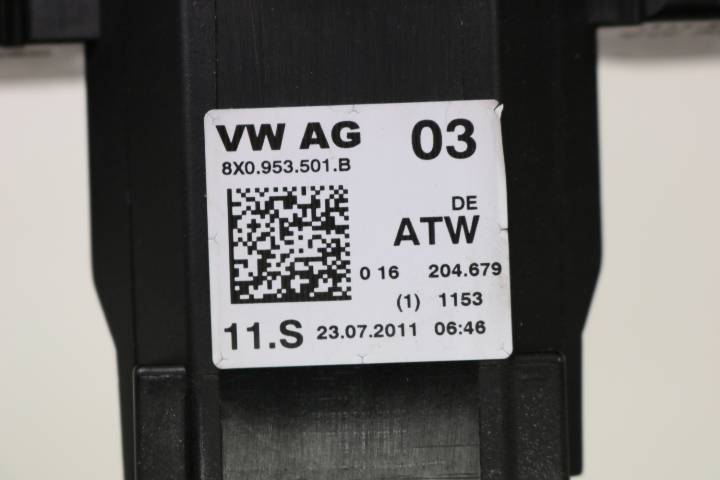 VW AG 03
8X0.953.501.B
DE
ATW
0 16 204.679
(1) 1153
11.S 23.07.2011 06:46